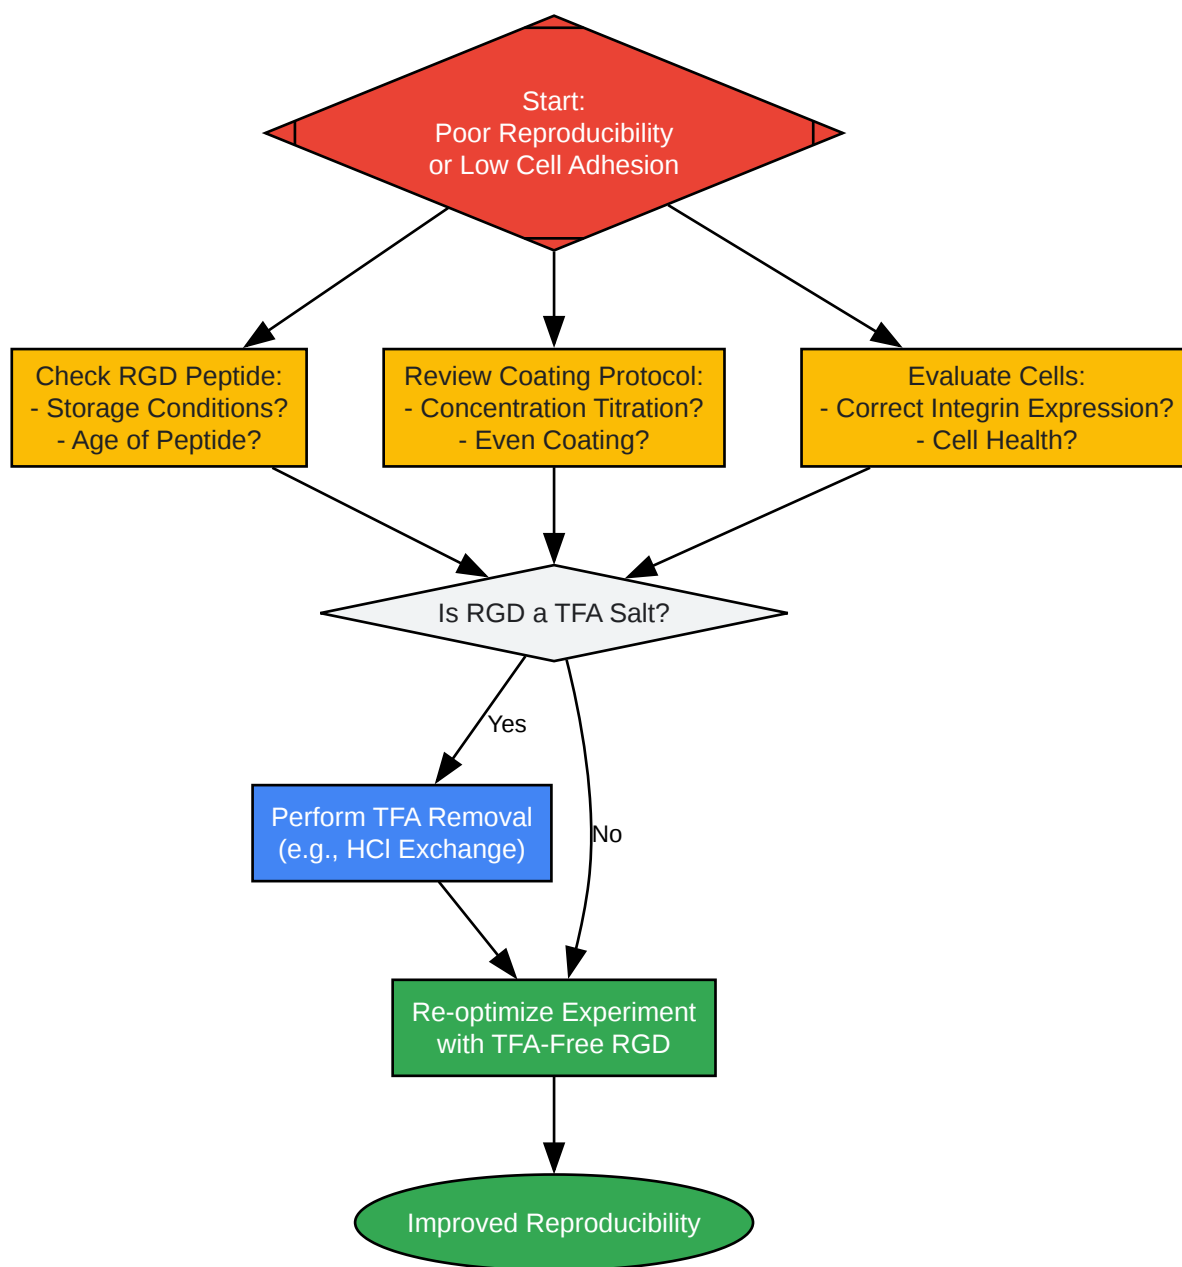 Start:
Poor Reproducibility
or Low Cell Adhesion
Check RGD Peptide:
- Storage Conditions?
- Age of Peptide?
Review Coating Protocol:
- Concentration Titration?
- Even Coating?
Evaluate Cells:
- Correct Integrin Expression?
- Cell Health?
Is RGD a TFA Salt?
Yes
Perform TFA Removal
(e.g., HCl Exchange)
No
Re-optimize Experiment
with TFA-Free RGD
Improved Reproducibility